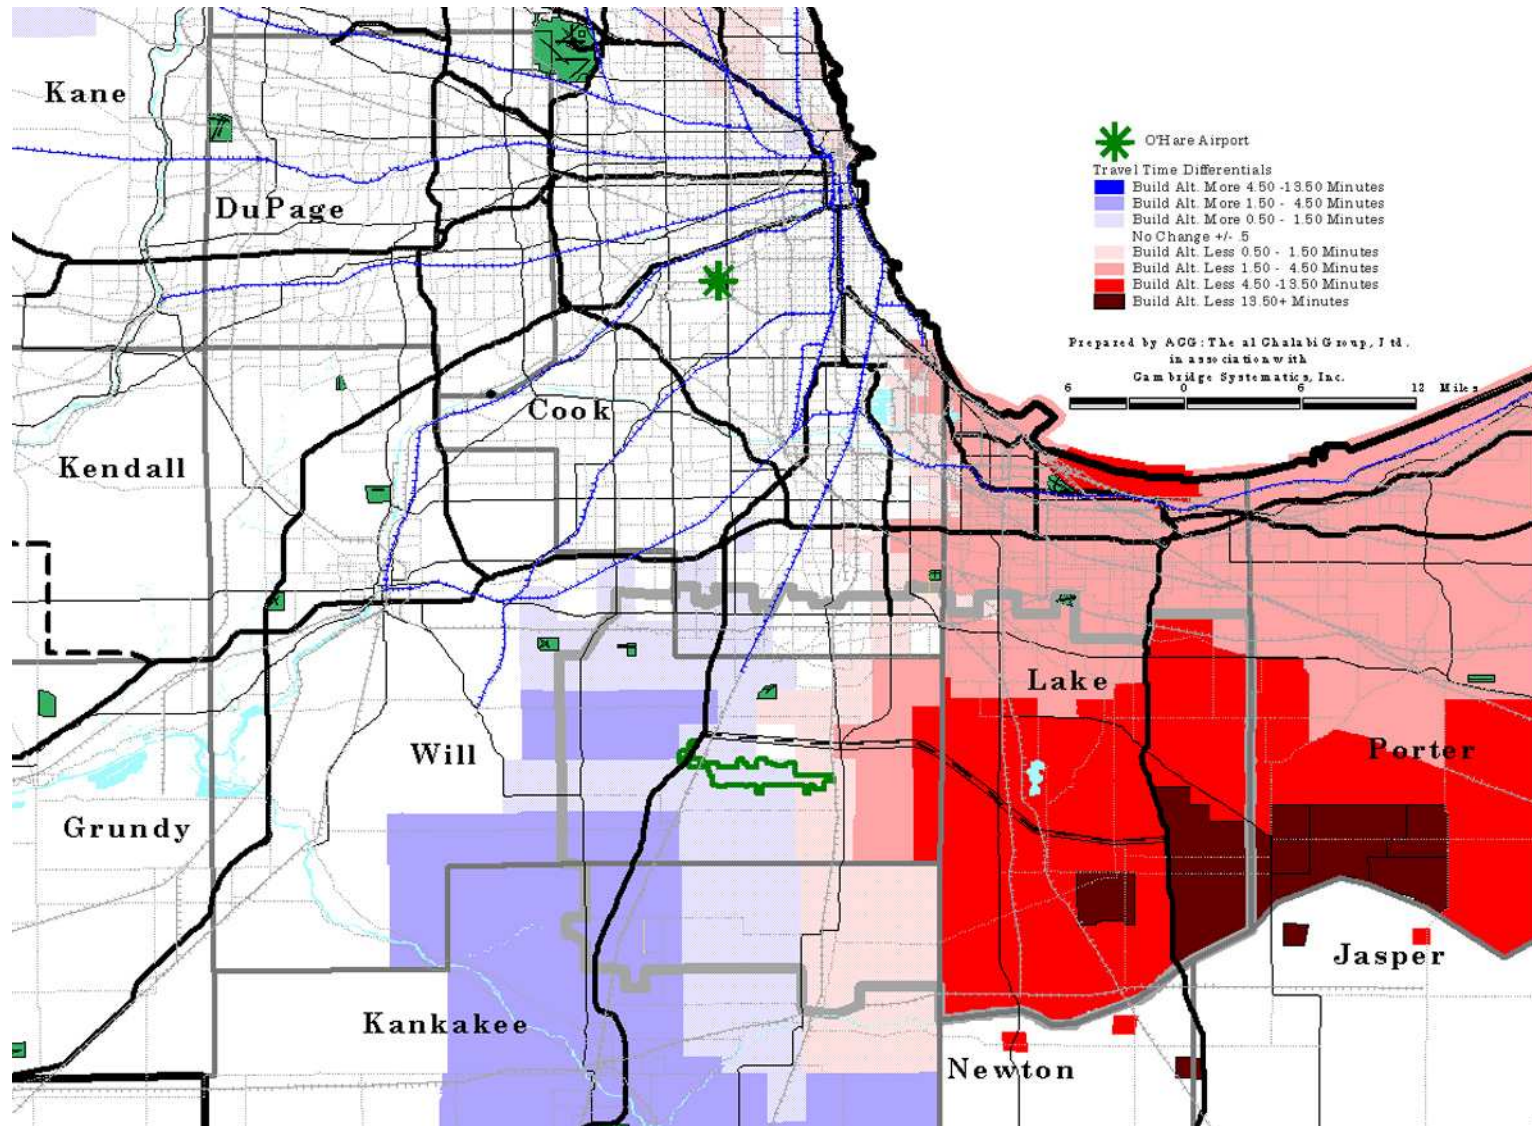 Kane
DuPage
Kendall
Cook
Will
Grundy
Kankakee
Lake
Porter
Jasper
Newton
O'Hare Airport
Travel Time Differentials
Build Alt. More 4.50 -13.50 Minutes
Build Alt. More 1.50 - 4.50 Minutes
Build Alt. More 0.50 - 1.50 Minutes
No Change +/- .5
Build Alt. Less 0.50 - 1.50 Minutes
Build Alt. Less 1.50 - 4.50 Minutes
Build Alt. Less 4.50 -13.50 Minutes
Build Alt. Less 13.50+ Minutes
Prepared by ACG: The al Chalabi Group, Ltd.
in association with
Cambridge Systematics, Inc.
6 0 6 12 Miles